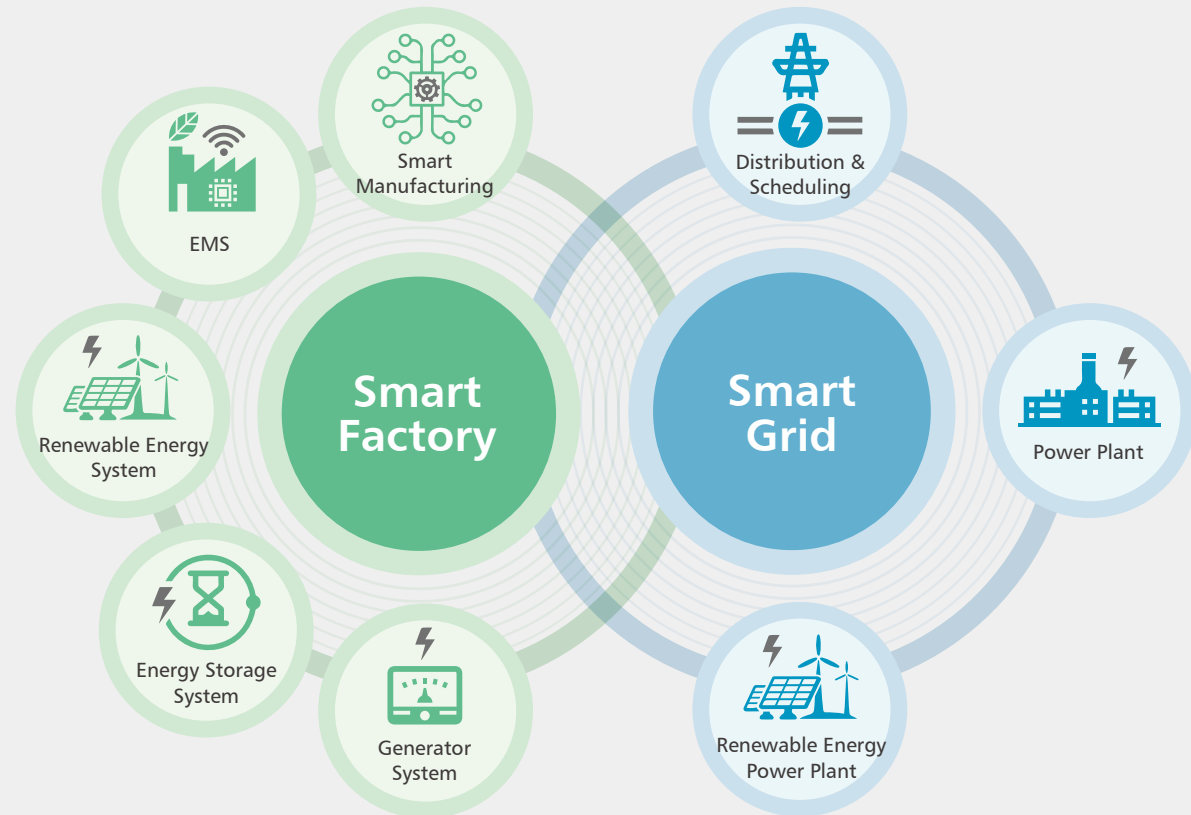 Smart
Manufacturing
Distribution &
Scheduling
EMS
Smart
Factory
Smart
Grid
Renewable Energy
System
Power Plant
Energy Storage
System
Generator
System
Renewable Energy
Power Plant